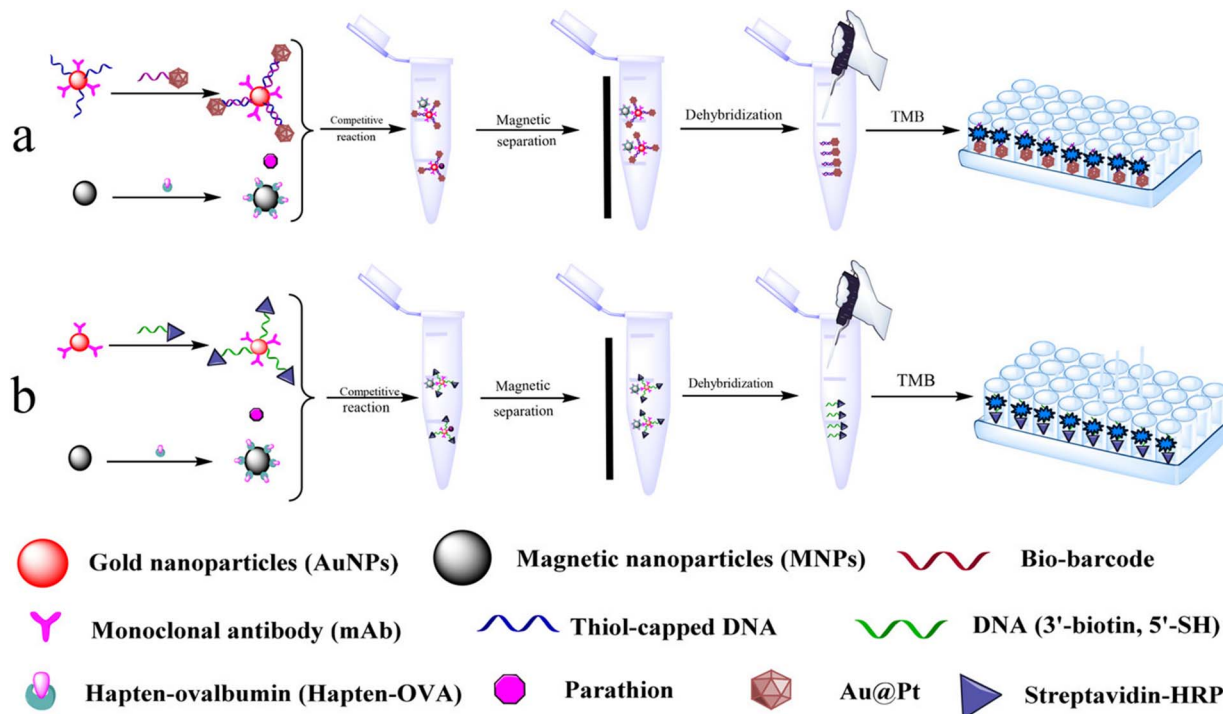 a
Competitive
reaction
Magnetic
separation
Dehybridization
TMB
b
Competitive
reaction
Magnetic
separation
Dehybridization
TMB
Gold nanoparticles (AuNPs)
Magnetic nanoparticles (MNPs)
Bio-barcode
Monoclonal antibody (mAb)
Thiol-capped DNA
DNA (3'-biotin, 5'-SH)
Hapten-ovalbumin (Hapten-OVA)
Parathion
Au@Pt
Streptavidin-HRP